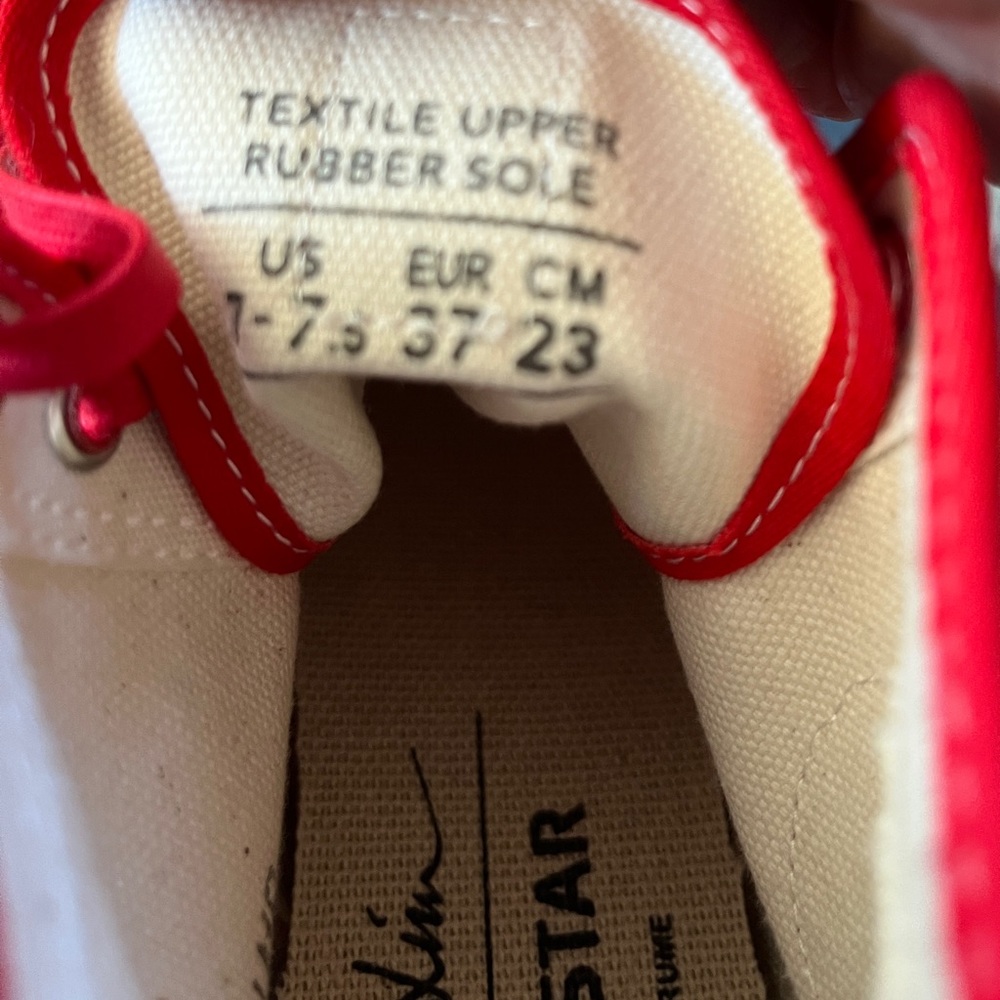 TEXTILE UPPER
RUBBER SOLE
US EUR CM
7-7.5 37 23
STAR